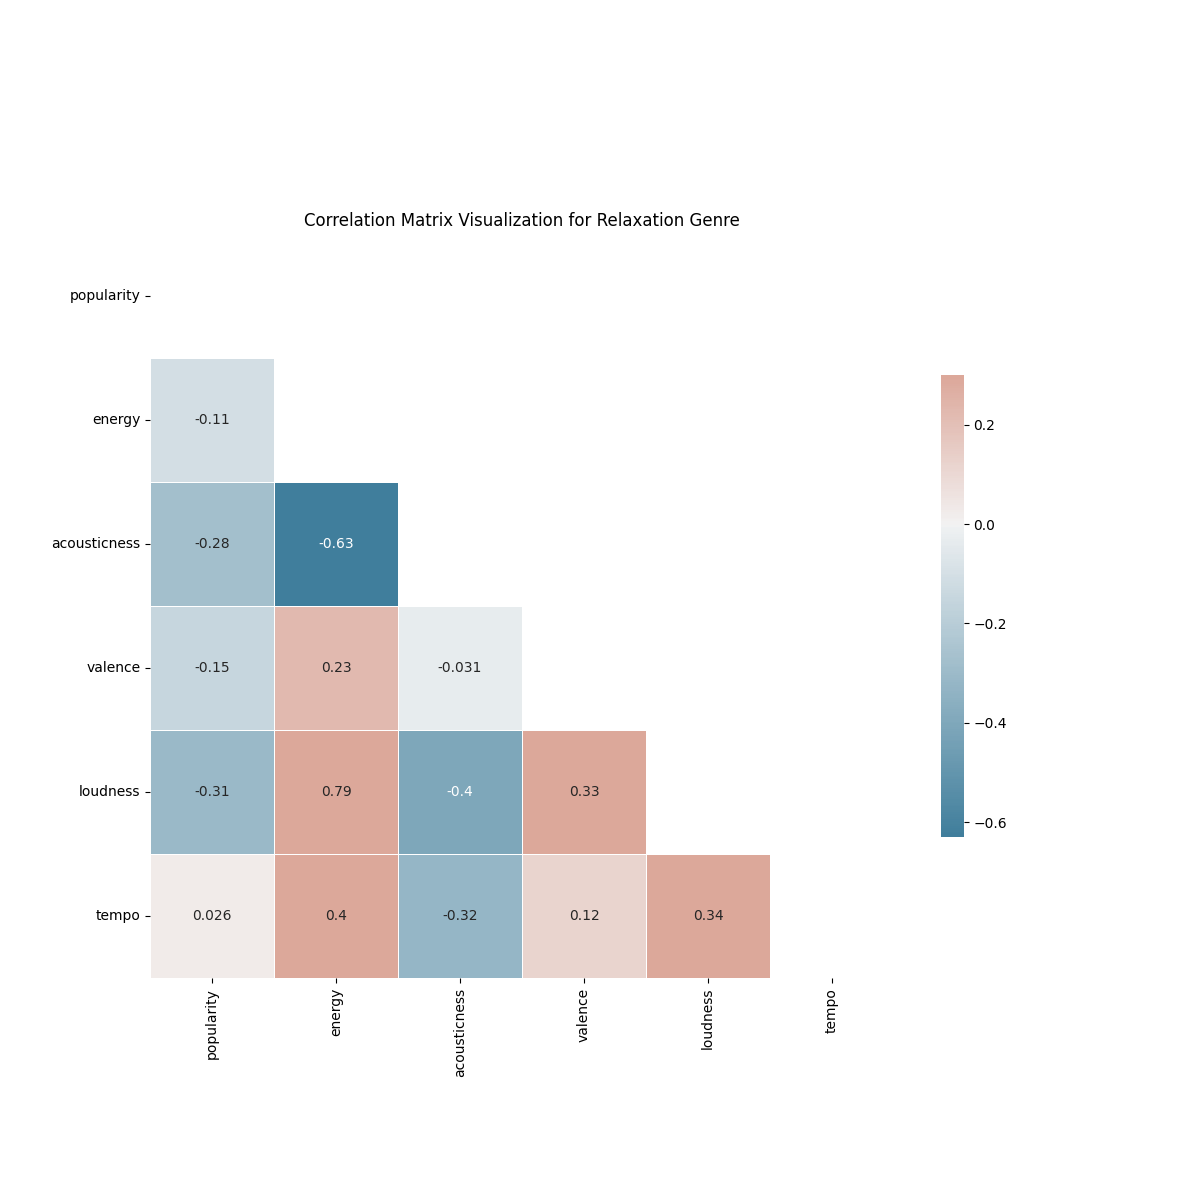 Correlation Matrix Visualization for Relaxation Genre
popularity
energy
-0.11
acousticness
-0.28 -0.63
valence
-0.15 0.23 -0.031
loudness
-0.31 0.79 -0.4 0.33
tempo
0.026 0.4 -0.32 0.12 0.34
popularity
energy
acousticness
valence
loudness
tempo
0.2
0.0
−0.2
−0.4
−0.6